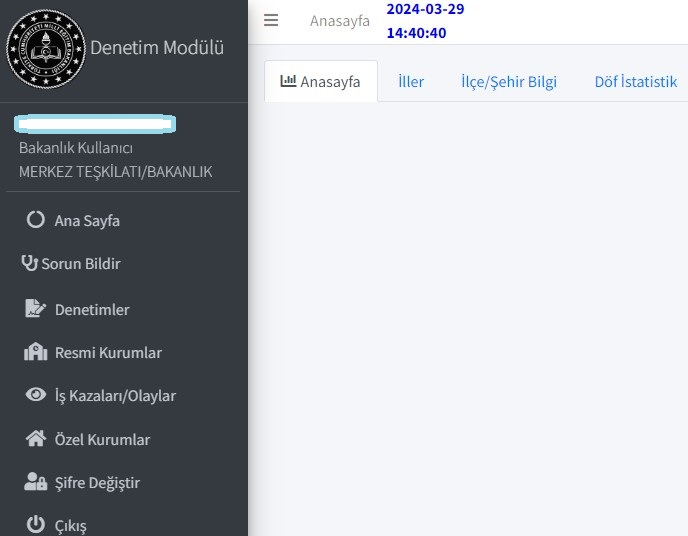 Denetim Modülü
Bakanlık Kullanıcı
MERKEZ TEŞKİLATI/BAKANLIK
Ana Sayfa
Sorun Bildir
Denetimler
Resmi Kurumlar
İş Kazaları/Olaylar
Özel Kurumlar
Şifre Değiştir
Çıkış
Anasayfa
2024-03-29
14:40:40
Anasayfa İller İlçe/Şehir Bilgi Döf İstatistik